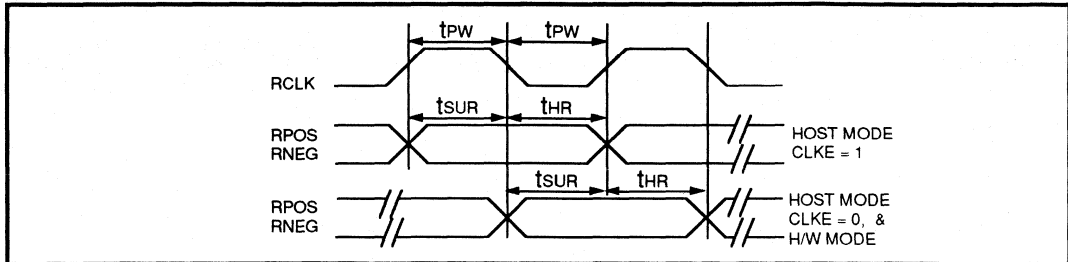 tPW tPW
RCLK
tSUR tHR
RPOS
RNEG
HOST MODE
CLKE = 1
tSUR tHR
RPOS
RNEG
HOST MODE
CLKE = 0, &
H/W MODE